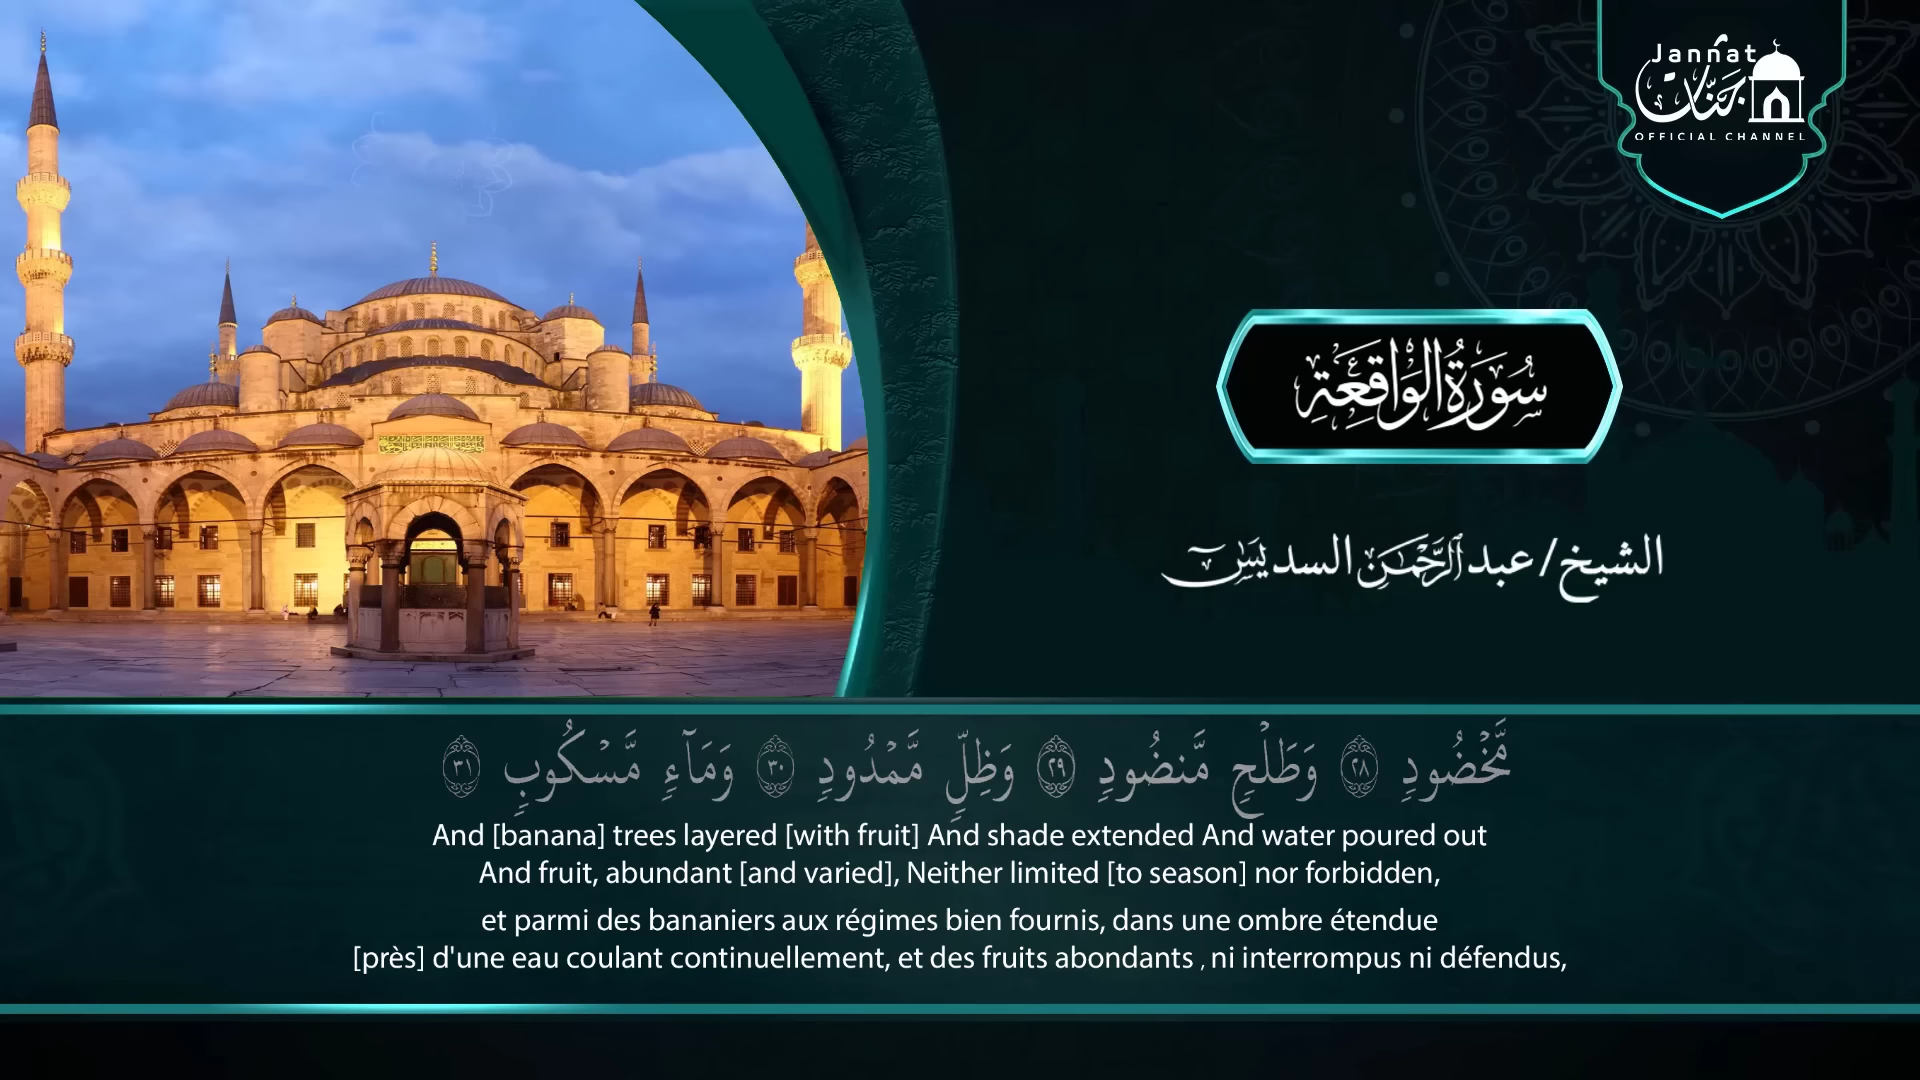 Jannat
جنات
OFFICIAL CHANNEL
سُورَةُ الوَاقِعَة
الشيخ / عبد الرَّحْمَٰن السديس
مَّخْضُودٍ ٢٨ وَطَلْحٍ مَّنضُودٍ ٢٩ وَظِلٍّ مَّمْدُودٍ ٣٠ وَمَآءٍ مَّسْكُوبٍ ٣١
And [banana] trees layered [with fruit] And shade extended And water poured out
And fruit, abundant [and varied], Neither limited [to season] nor forbidden,
et parmi des bananiers aux régimes bien fournis, dans une ombre étendue
[près] d'une eau coulant continuellement, et des fruits abondants , ni interrompus ni défendus,